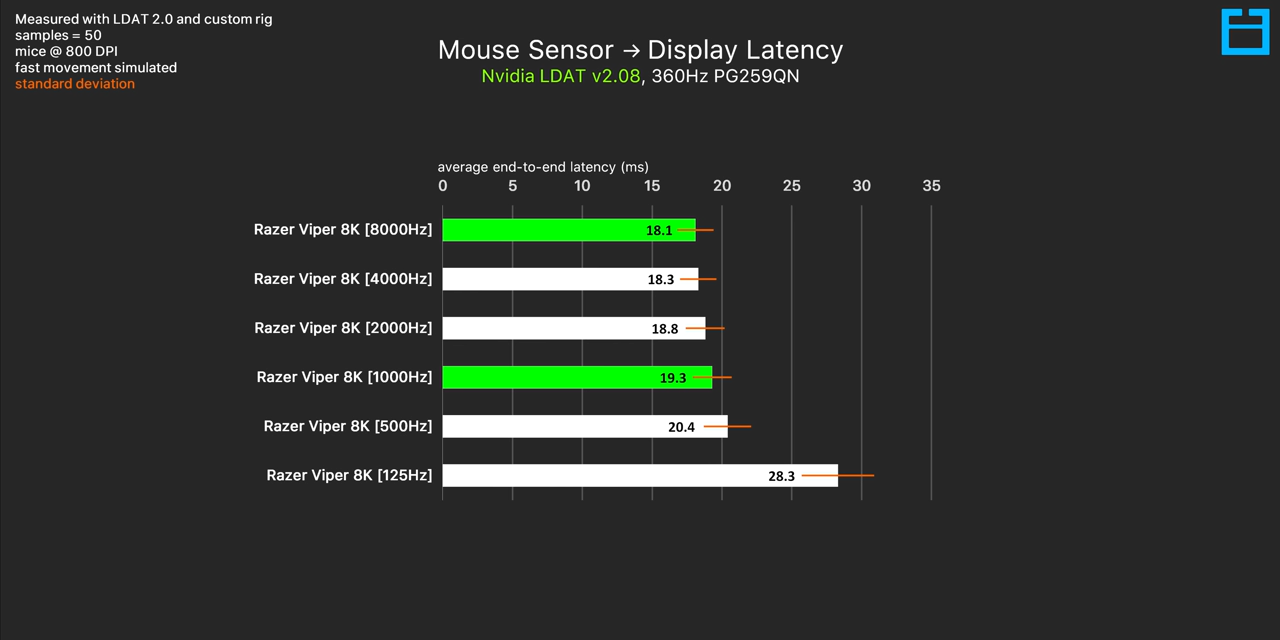 Measured with LDAT 2.0 and custom rig
samples = 50
mice @ 800 DPI
fast movement simulated
standard deviation
Mouse Sensor → Display Latency
Nvidia LDAT v2.08, 360Hz PG259QN
average end-to-end latency (ms)
0 5 10 15 20 25 30 35
Razer Viper 8K [8000Hz] 18.1
Razer Viper 8K [4000Hz] 18.3
Razer Viper 8K [2000Hz] 18.8
Razer Viper 8K [1000Hz] 19.3
Razer Viper 8K [500Hz] 20.4
Razer Viper 8K [125Hz] 28.3